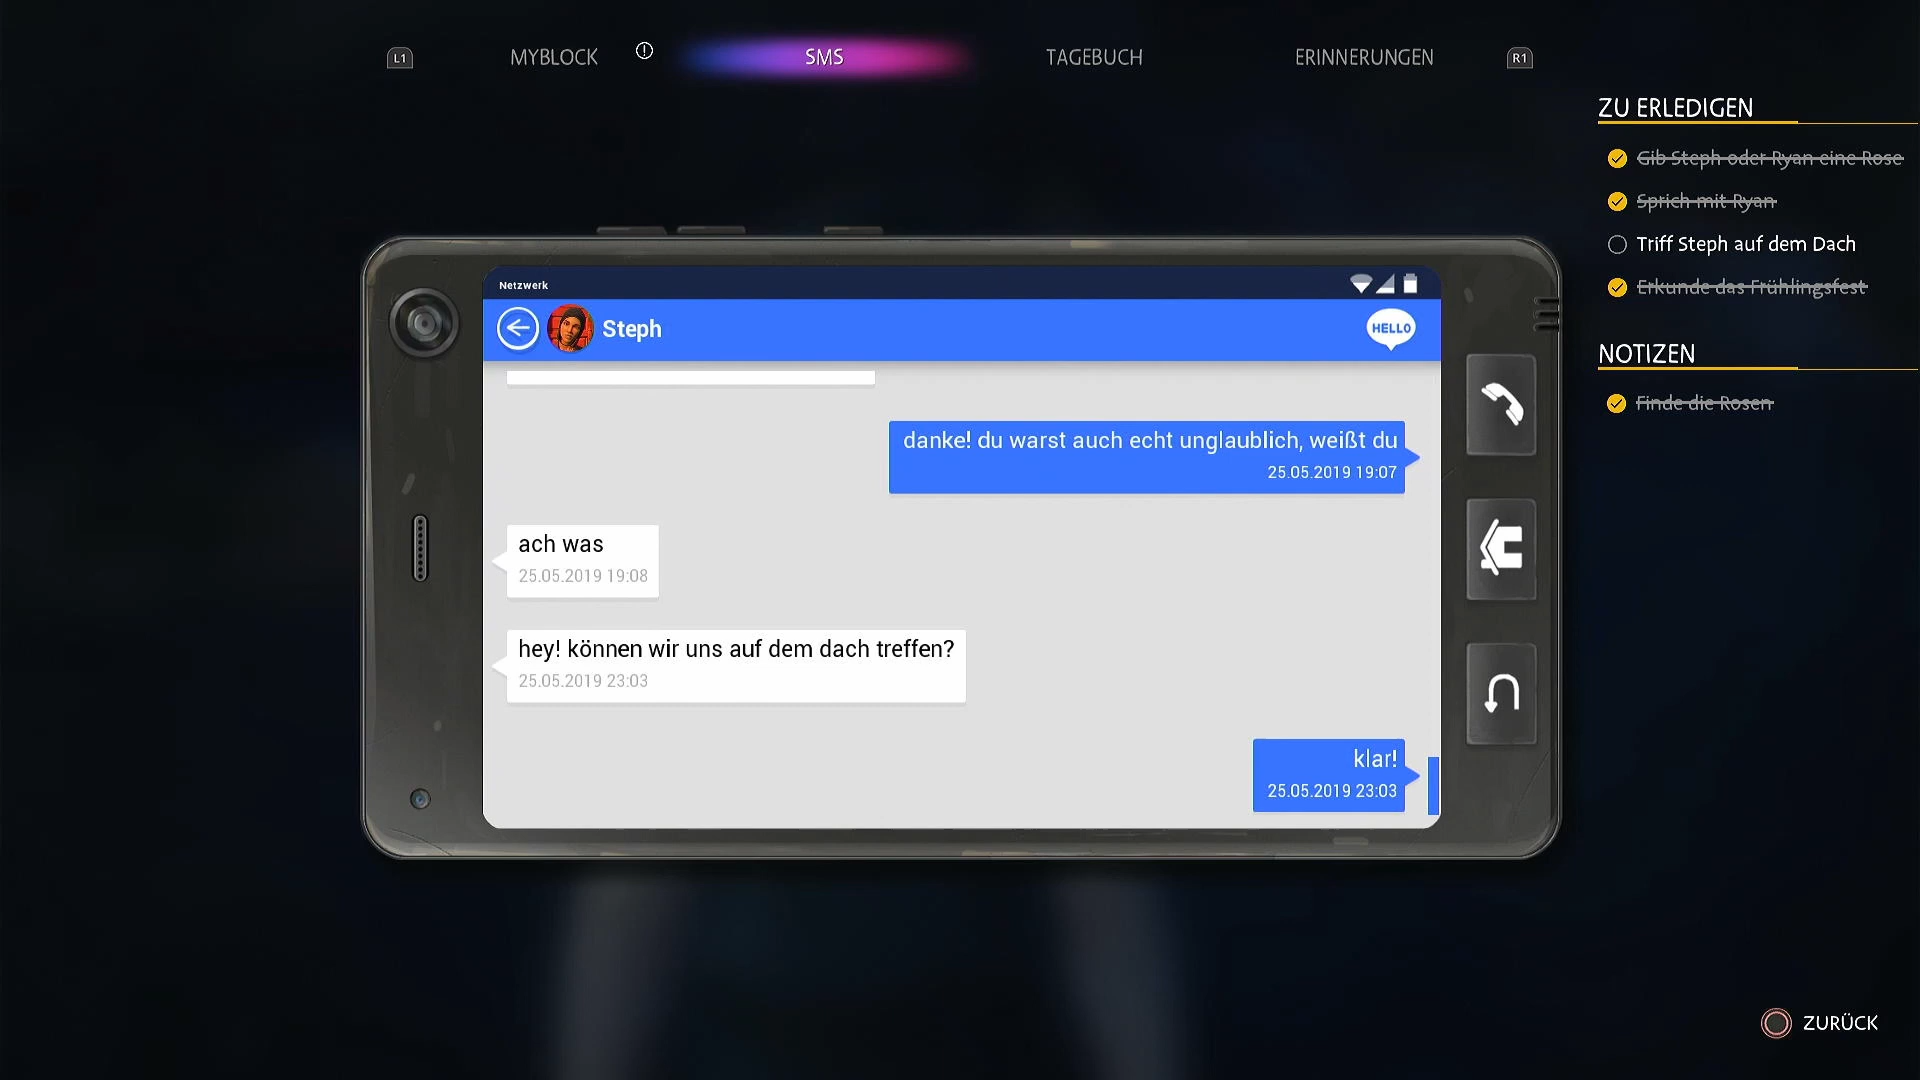 L1
MYBLOCK
SMS
TAGEBUCH
ERINNERUNGEN
R1
ZU ERLEDIGEN
Gib Steph oder Ryan eine Rose
Sprich mit Ryan
Triff Steph auf dem Dach
Erkunde das Frühlingsfest
NOTIZEN
Finde die Rosen
Netzwerk
Steph
HELLO
danke! du warst auch echt unglaublich, weißt du
25.05.2019 19:07
ach was
25.05.2019 19:08
hey! können wir uns auf dem dach treffen?
25.05.2019 23:03
klar!
25.05.2019 23:03
ZURÜCK